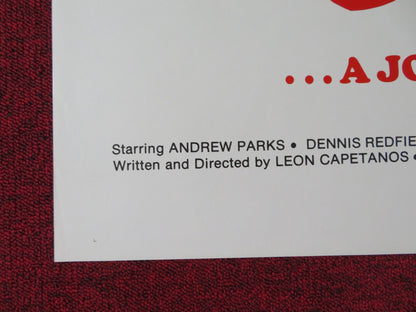 ...A JO
Starring ANDREW PARKS • DENNIS REDFIE
Written and Directed by LEON CAPETANOS •